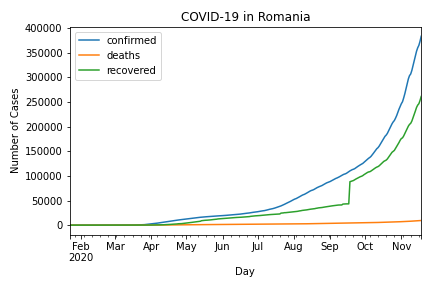 COVID-19 in Romania
400000
350000
300000
250000
200000
150000
100000
50000
0
Number of Cases
confirmed
deaths
recovered
Feb Mar Apr May Jun Jul Aug Sep Oct Nov
2020
Day